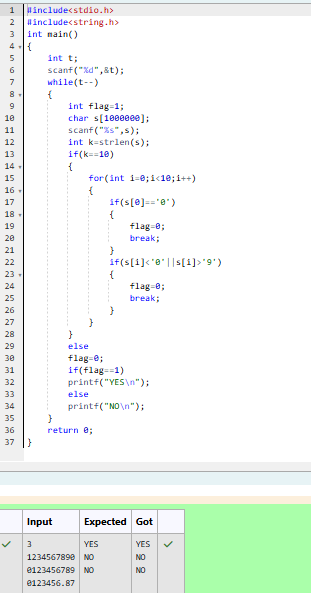 1 #include<stdio.h>
2 #include<string.h>
3 int main()
4 {
5 int t;
6 scanf("%d",&t);
7 while(t--)
8 {
9 int flag=1;
10 char s[1000000];
11 scanf("%s",s);
12 int k=strlen(s);
13 if(k==10)
14 {
15 for(int i=0;i<10;i++)
16 {
17 if(s[0]=='0')
18 {
19 flag=0;
20 break;
21 }
22 if(s[i]<'0'||s[i]>'9')
23 {
24 flag=0;
25 break;
26 }
27 }
28 }
29 else
30 flag=0;
31 if(flag==1)
32 printf("YES\n");
33 else
34 printf("NO\n");
35 }
36 return 0;
37 }
Input Expected Got
3 YES YES
1234567890 NO NO
0123456789 NO NO
0123456.87